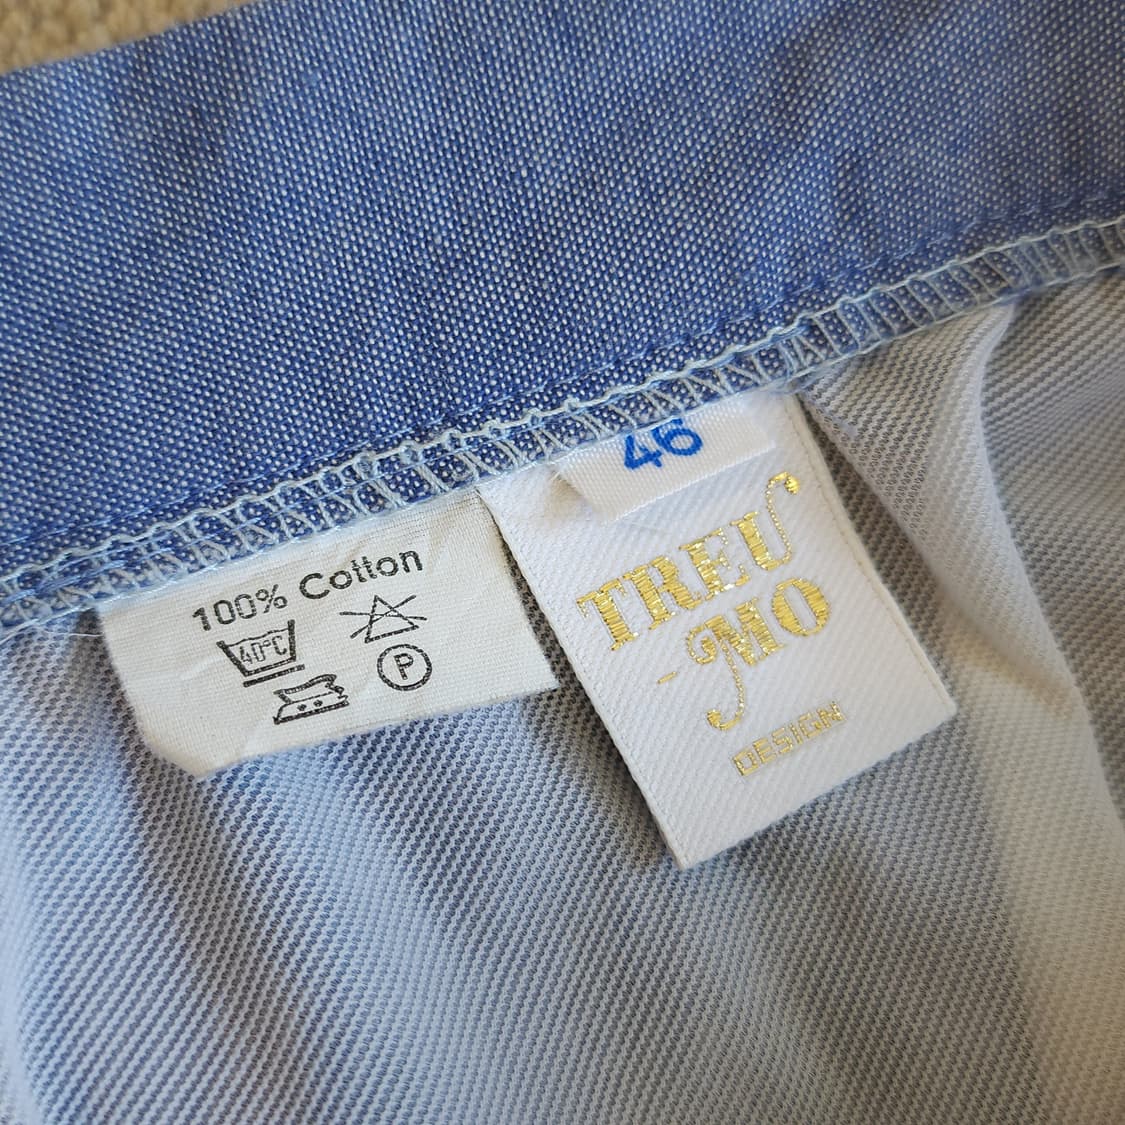 100% Cotton
40°C
P
46
TREU
-MO
DESIGN